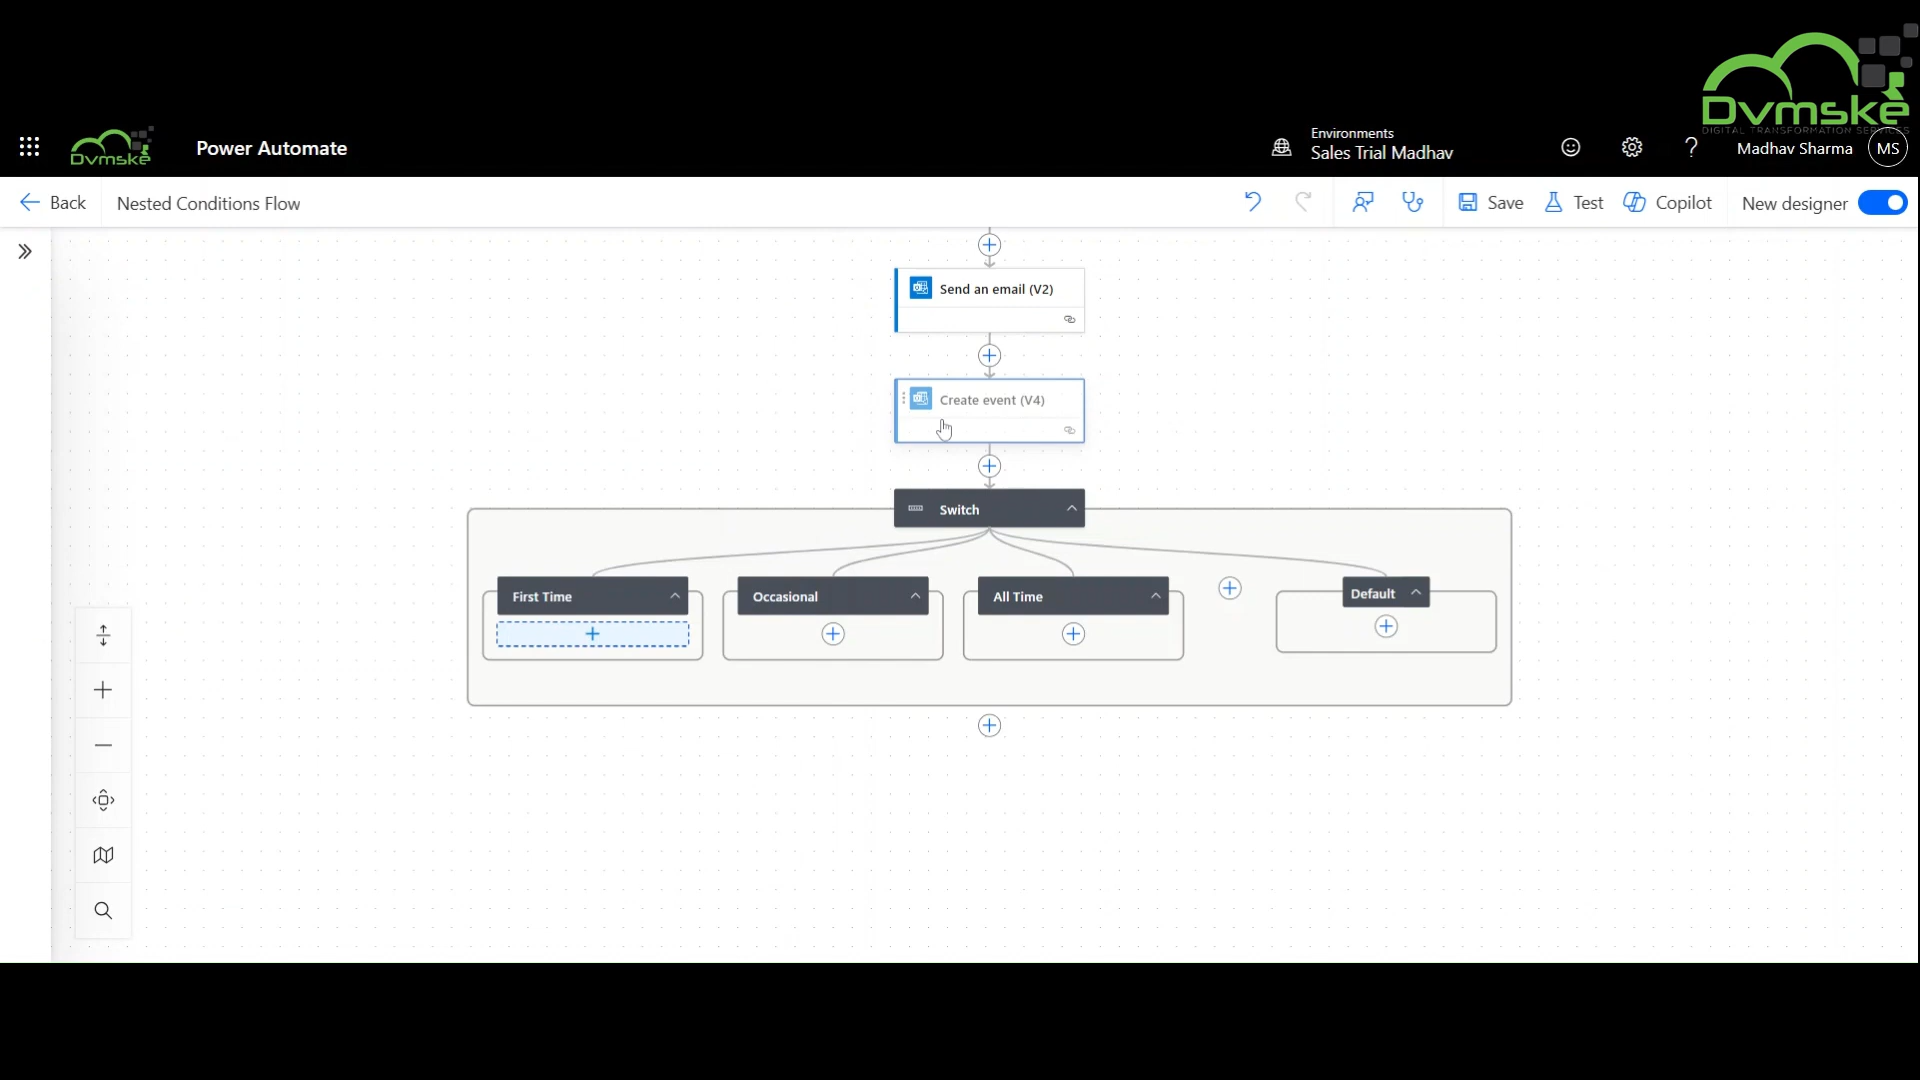 Dvmske
DIGITAL TRANSFORMATION SERVICES
Dvmske
Power Automate
Environments
Sales Trial Madhav
?
Madhav Sharma
MS
Back
Nested Conditions Flow
Save
Test
Copilot
New designer
Send an email (V2)
Create event (V4)
Switch
First Time
Occasional
All Time
Default